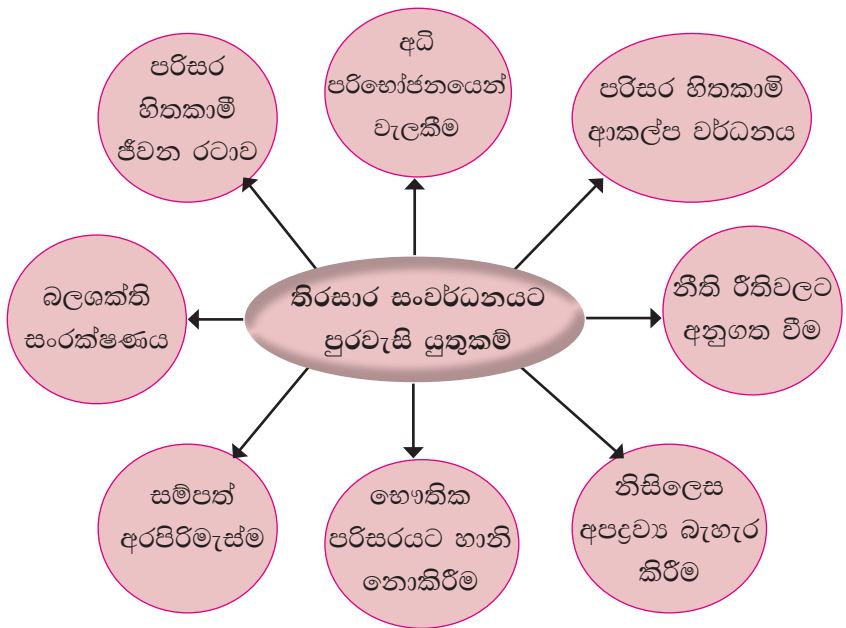 අධි
පරිභෝජනයෙන්
වැලකීම
පරිසර
හිතකාමී
ජීවන රටාව
පරිසර හිතකාමි
ආකල්ප වර්ධනය
බලශක්ති
සංරක්ෂණය
තිරසාර සංවර්ධනයට
පුරවැසි යුතුකම්
නීති රීතිවලට
අනුගත වීම
සම්පත්
අරපිරිමැස්ම
භෞතික
පරිසරයට හානි
නොකිරීම
නිසිලෙස
අපද්‍රව්‍ය බැහැර
කිරීම